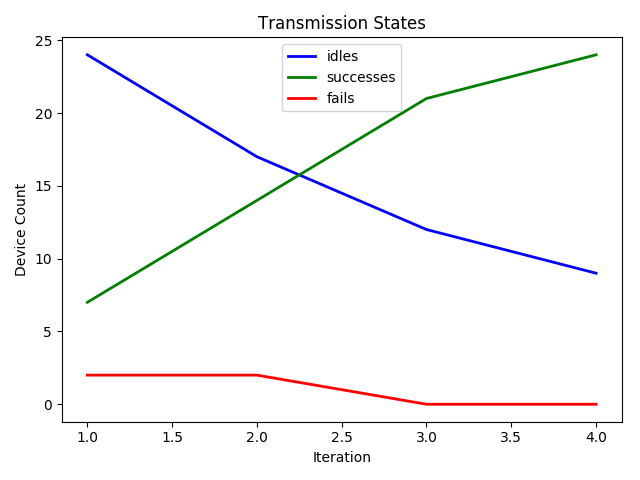 Transmission States
idles
successes
fails
Device Count
25
20
15
10
5
0
1.0 1.5 2.0 2.5 3.0 3.5 4.0
Iteration